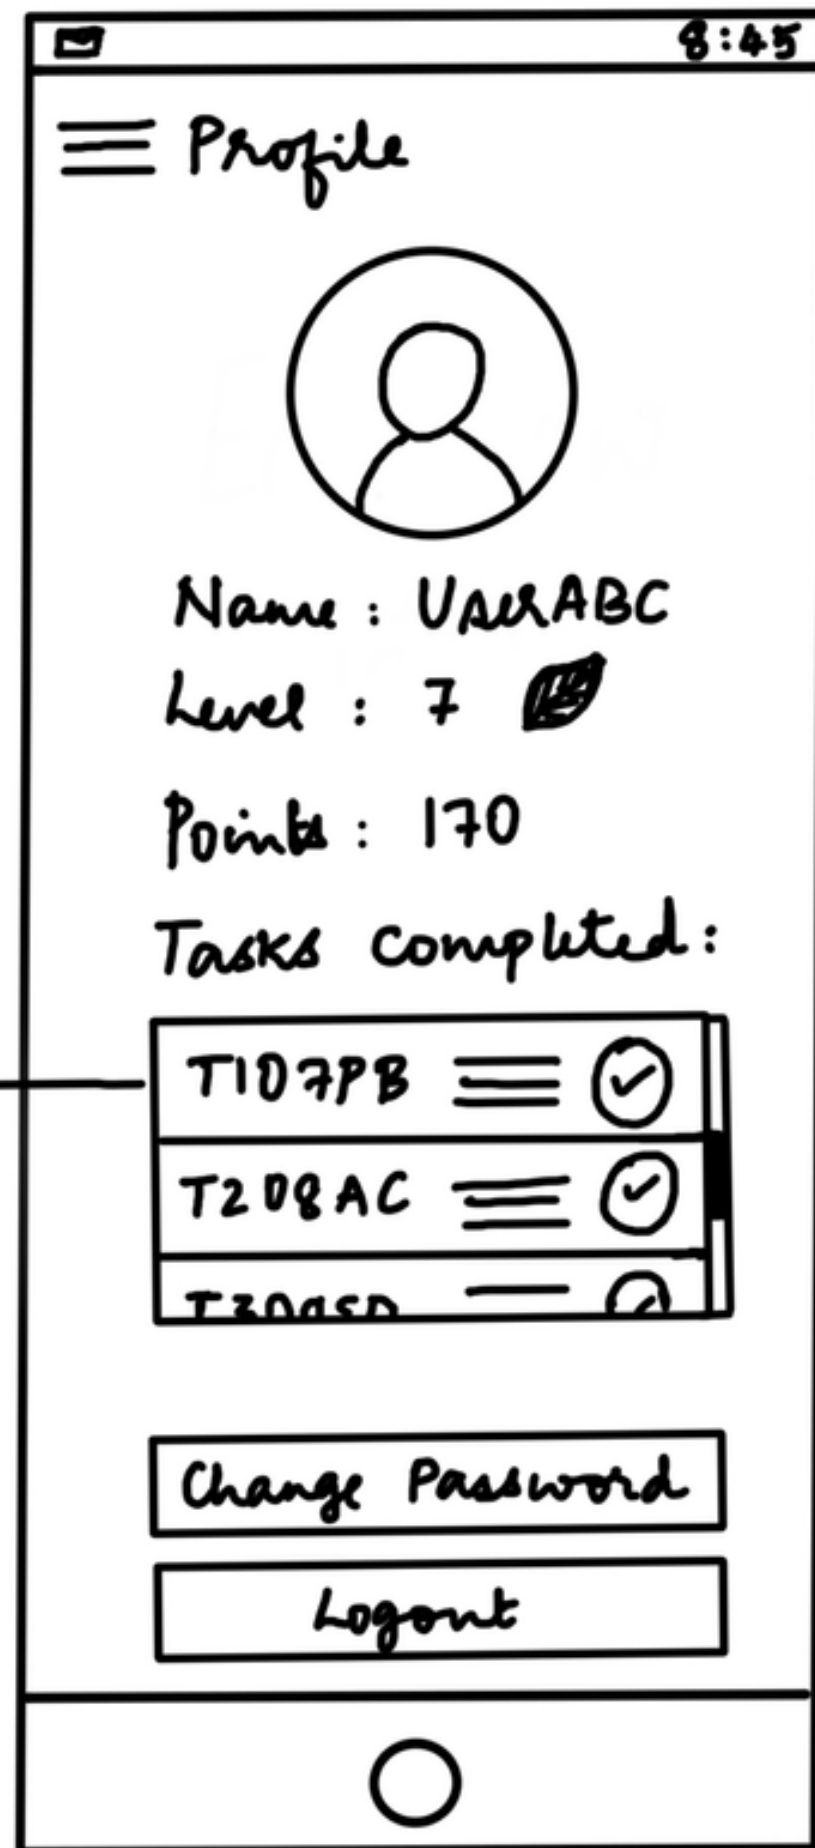 8:45
Profile
Name : UserABC
Level : 7
Points : 170
Tasks completed :
T107PB
T208AC
Change Password
Logout